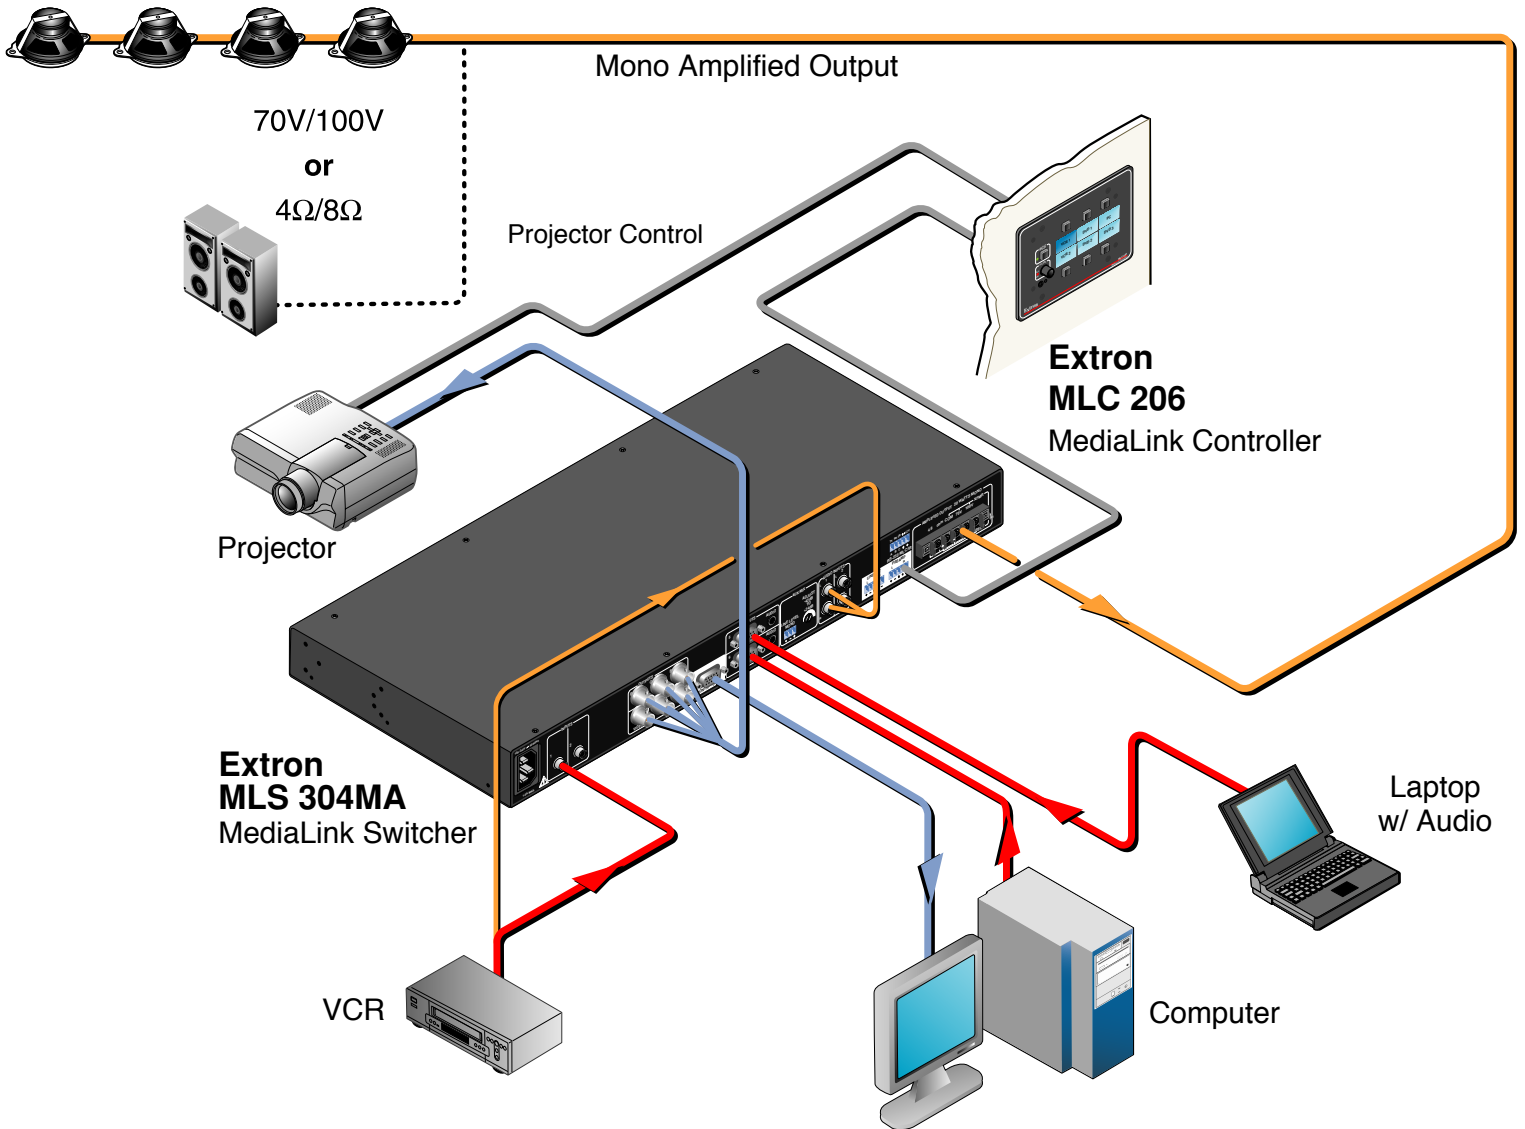 Mono Amplified Output
70V/100V
or
4Ω/8Ω
Projector Control
Extron
MLC 206
MediaLink Controller
Projector
Extron
MLS 304MA
MediaLink Switcher
Laptop
w/ Audio
VCR
Computer